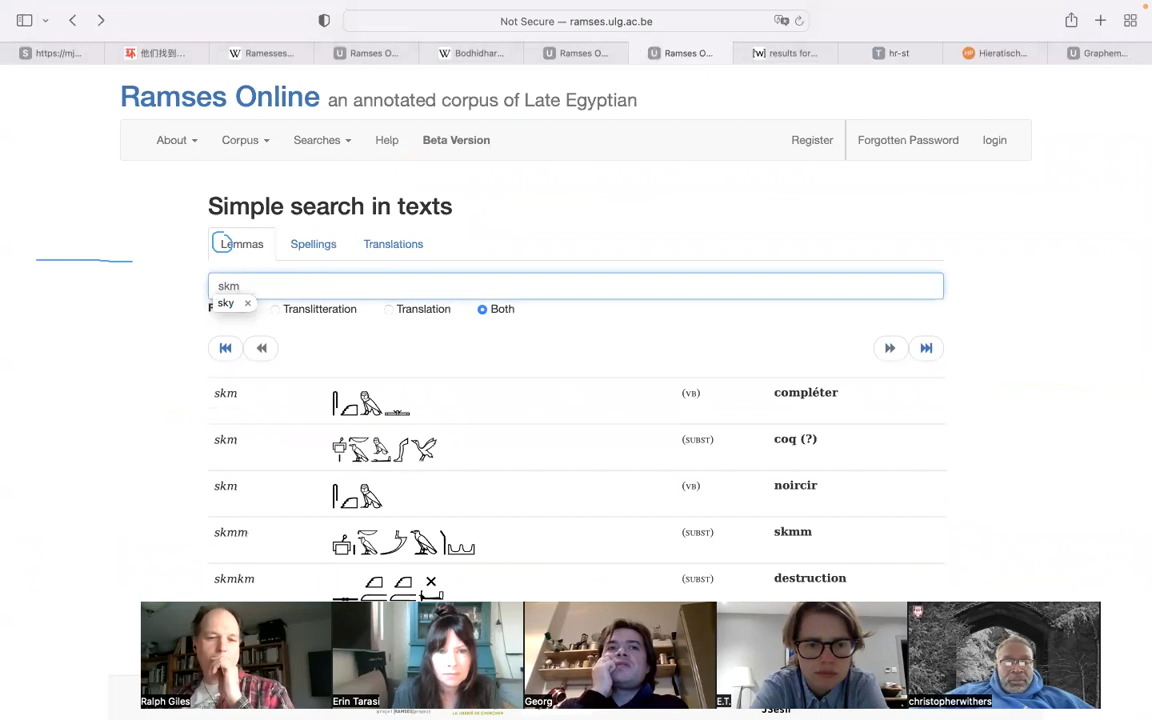 Not Secure — ramses.ulg.ac.be
https://mj... 他们找到... Ramesses... Ramses O... Bodhidhar... Ramses O... Ramses O... [w] results for... hr-st Hieratisch... Graphem...
Ramses Online an annotated corpus of Late Egyptian
About Corpus Searches Help Beta Version Register Forgotten Password login
Simple search in texts
Lemmas Spellings Translations
skm
sky ×
Translitteration Translation Both
skm (VB) compléter
skm (SUBST) coq (?)
skm (VB) noircir
skmm (SUBST) skmm
skmkm (SUBST) destruction
Ralph Giles Erin Tarasi Georg E.T. christopherwithers